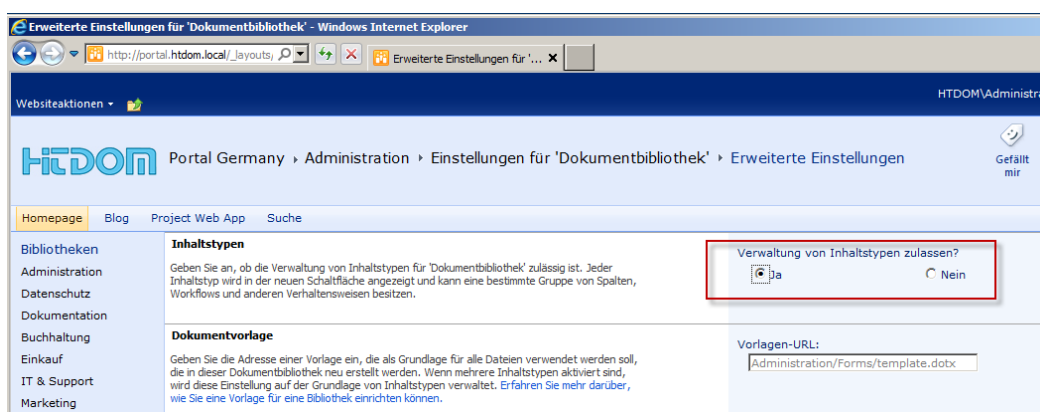 Erweiterte Einstellungen für 'Dokumentbibliothek' - Windows Internet Explorer
http://portal.htdom.local/_layouts/
Erweiterte Einstellungen für '...
HTDOM\Administra
Websiteaktionen
HTDOM
Portal Germany › Administration › Einstellungen für 'Dokumentbibliothek' › Erweiterte Einstellungen
Gefällt
mir
Homepage Blog Project Web App Suche
Bibliotheken
Administration
Datenschutz
Dokumentation
Buchhaltung
Einkauf
IT & Support
Marketing
Inhaltstypen
Geben Sie an, ob die Verwaltung von Inhaltstypen für 'Dokumentbibliothek' zulässig ist. Jeder
Inhaltstyp wird in der neuen Schaltfläche angezeigt und kann eine bestimmte Gruppe von Spalten,
Workflows und anderen Verhaltensweisen besitzen.
Verwaltung von Inhaltstypen zulassen?
Ja Nein
Dokumentvorlage
Geben Sie die Adresse einer Vorlage ein, die als Grundlage für alle Dateien verwendet werden soll,
die in dieser Dokumentbibliothek neu erstellt werden. Wenn mehrere Inhaltstypen aktiviert sind,
wird diese Einstellung auf der Grundlage von Inhaltstypen verwaltet. Erfahren Sie mehr darüber,
wie Sie eine Vorlage für eine Bibliothek einrichten können.
Vorlagen-URL:
Administration/Forms/template.dotx